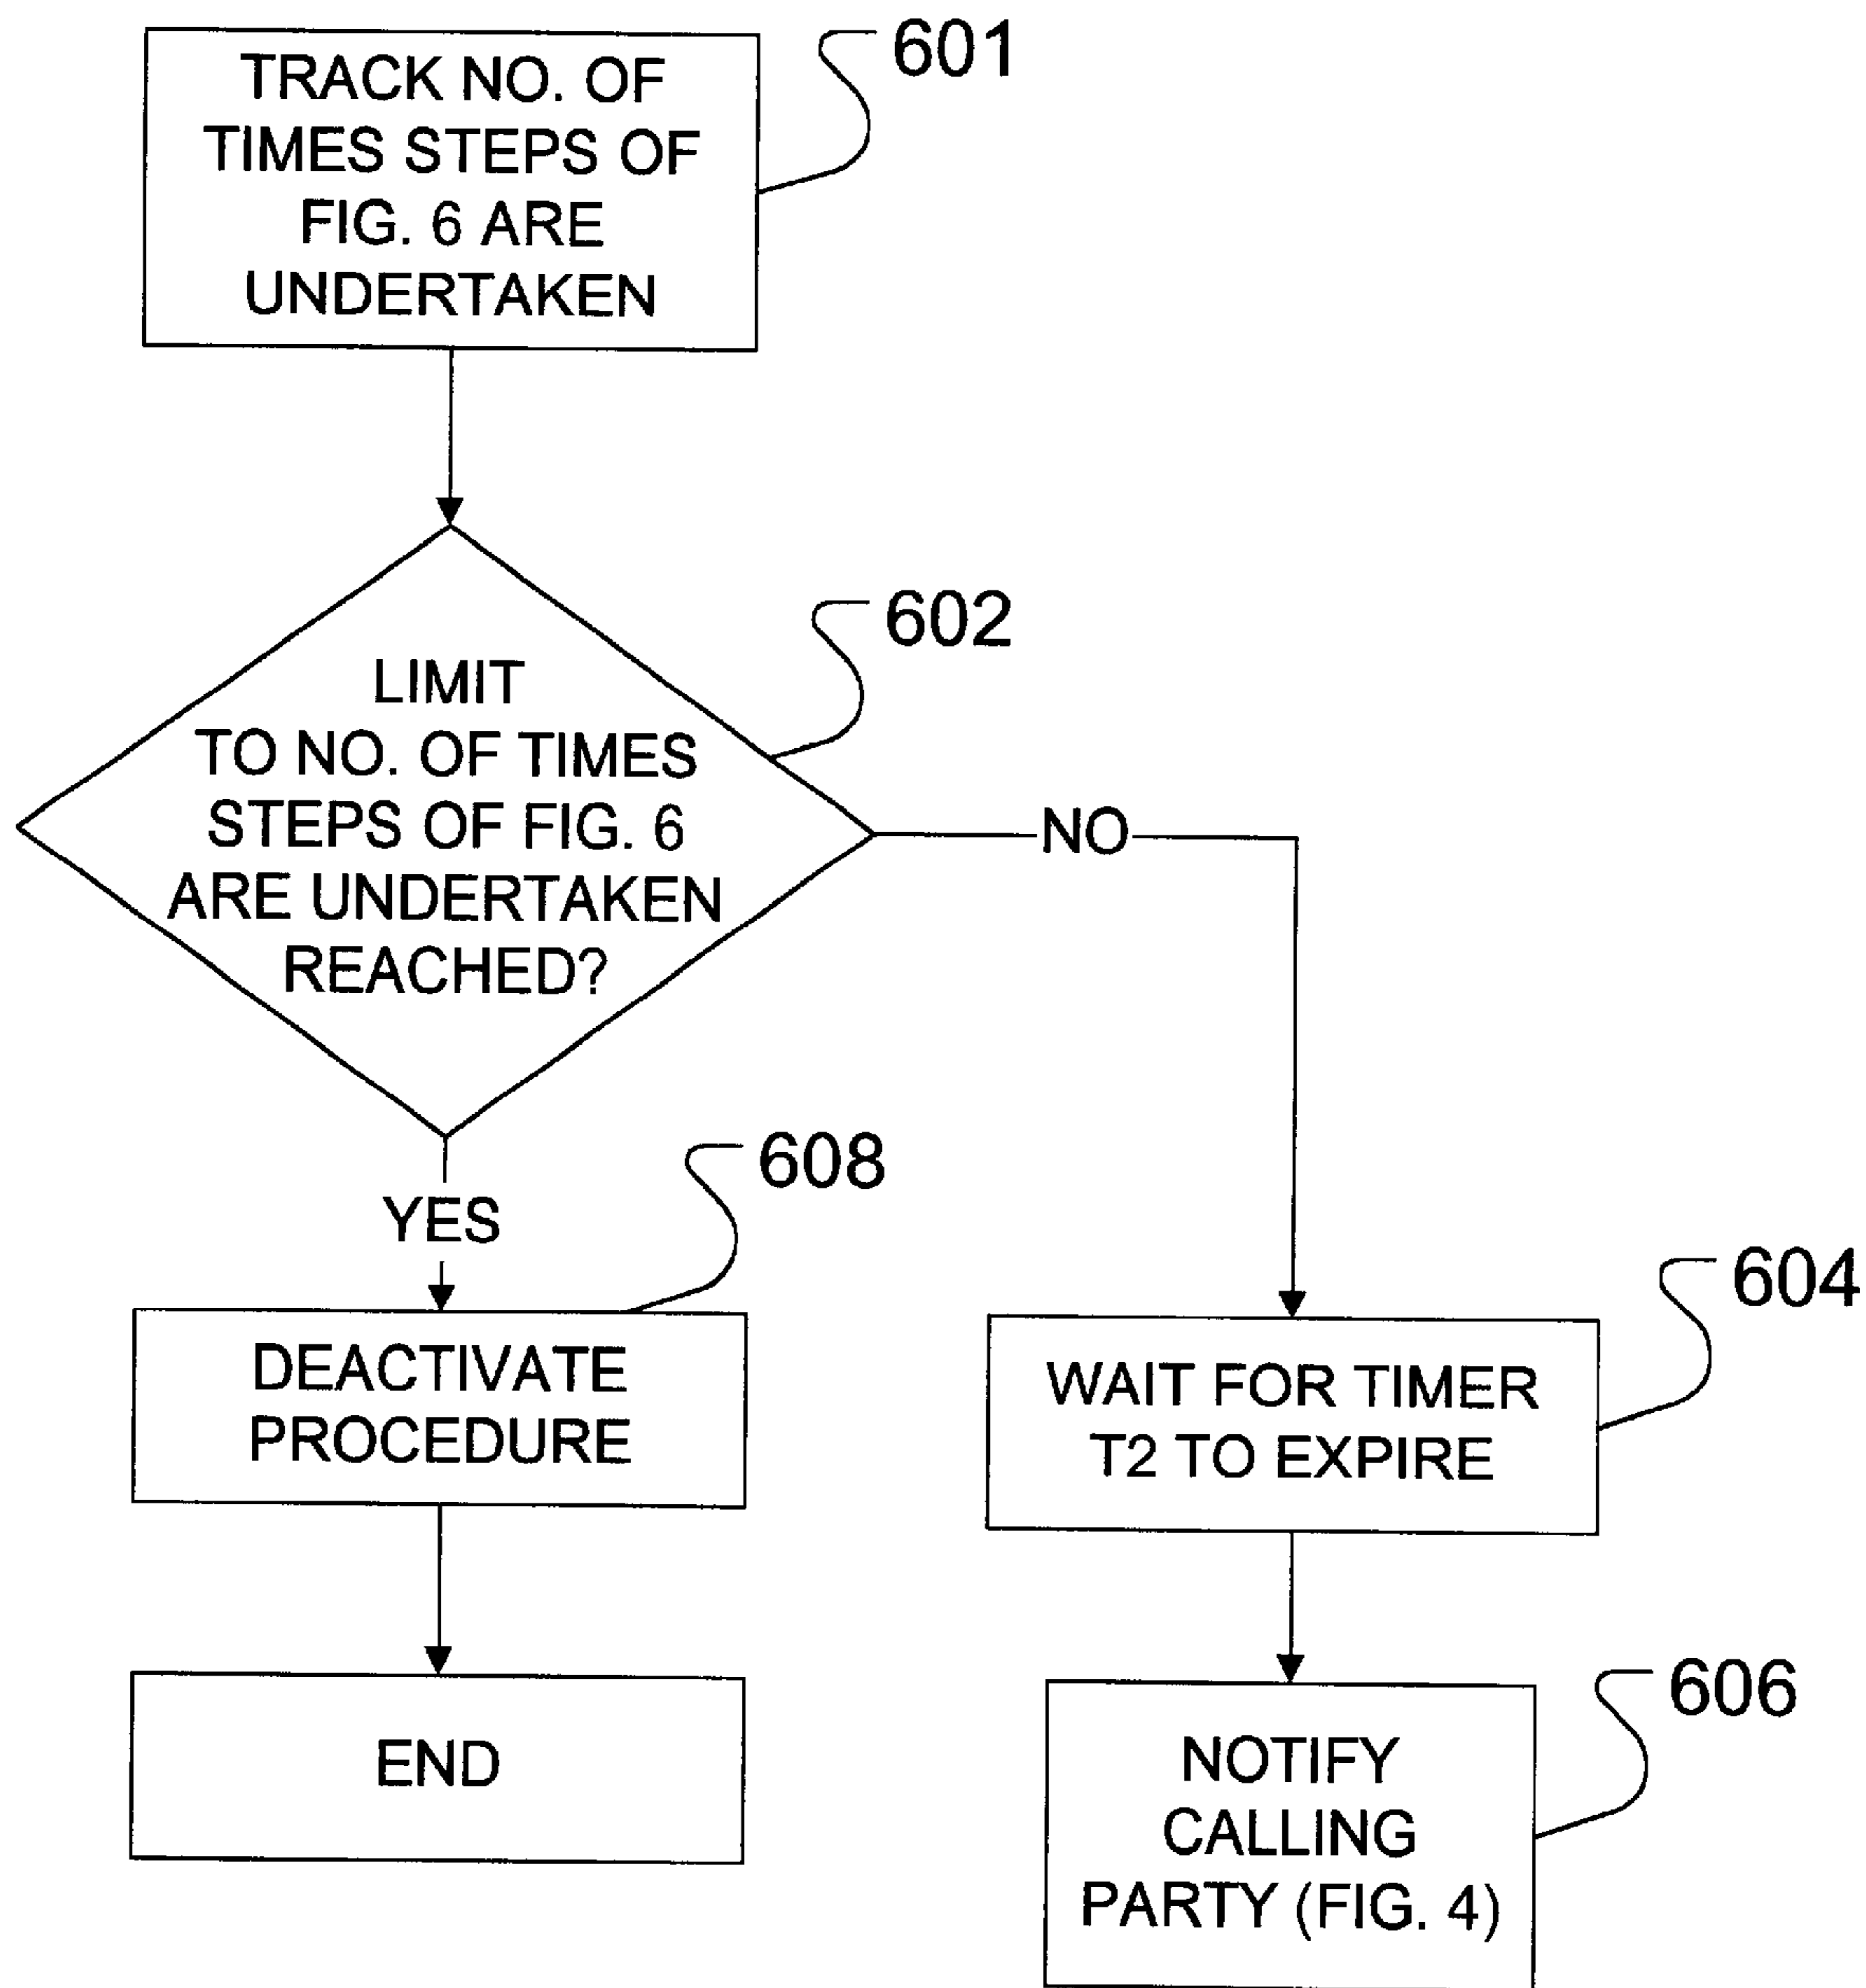 TRACK NO. OF
TIMES STEPS OF
FIG. 6 ARE
UNDERTAKEN
601
LIMIT
TO NO. OF TIMES
STEPS OF FIG. 6
ARE UNDERTAKEN
REACHED?
602
NO
YES
608
DEACTIVATE
PROCEDURE
604
WAIT FOR TIMER
T2 TO EXPIRE
END
606
NOTIFY
CALLING
PARTY (FIG. 4)